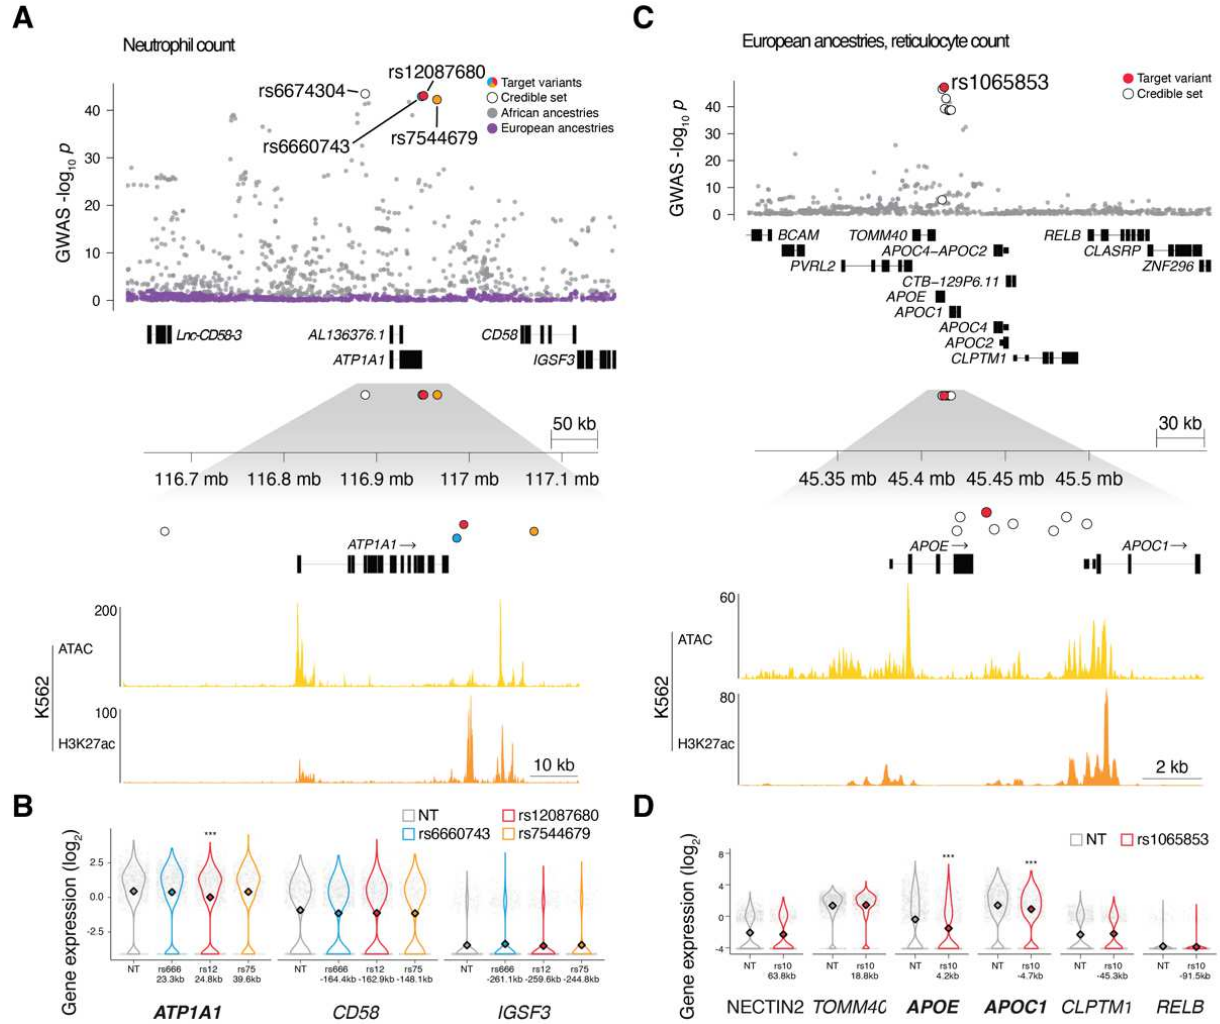 A
Neutrophil count
rs12087680
rs6674304
rs6660743
rs7544679
Target variants
Credible set
African ancestries
European ancestries
GWAS -log10 p
40
30
20
10
0
Lnc-CD58-3
AL136376.1
CD58
ATP1A1
IGSF3
50 kb
116.7 mb
116.8 mb
116.9 mb
117 mb
117.1 mb
ATP1A1→
K562
200
ATAC
100
H3K27ac
10 kb
B
NT
rs12087680
rs6660743
rs7544679
Gene expression (log2)
2.5
0.0
-2.5
***
NT rs666 rs12 rs75 NT rs666 rs12 rs75 NT rs666 rs12 rs75
23.3kb 24.8kb 39.6kb -164.4kb -162.9kb -148.1kb -261.1kb -259.6kb -244.8kb
ATP1A1 CD58 IGSF3
C
European ancestries, reticulocyte count
rs1065853
Target variant
Credible set
GWAS -log10 p
40
30
20
10
0
BCAM TOMM40 RELB
APOC4-APOC2 CLASRP
PVRL2 ZNF296
CTB-129P6.11
APOE
APOC1
APOC4
APOC2
CLPTM1
30 kb
45.35 mb
45.4 mb
45.45 mb
45.5 mb
APOE→
APOC1→
K562
60
ATAC
80
H3K27ac
2 kb
D
NT
rs1065853
Gene expression (log2)
8
4
0
-4
*** ***
NT rs10 NT rs10 NT rs10 NT rs10 NT rs10 NT rs10
63.8kb 18.8kb 4.2kb -4.7kb -45.3kb -91.5kb
NECTIN2 TOMM40 APOE APOC1 CLPTM1 RELB